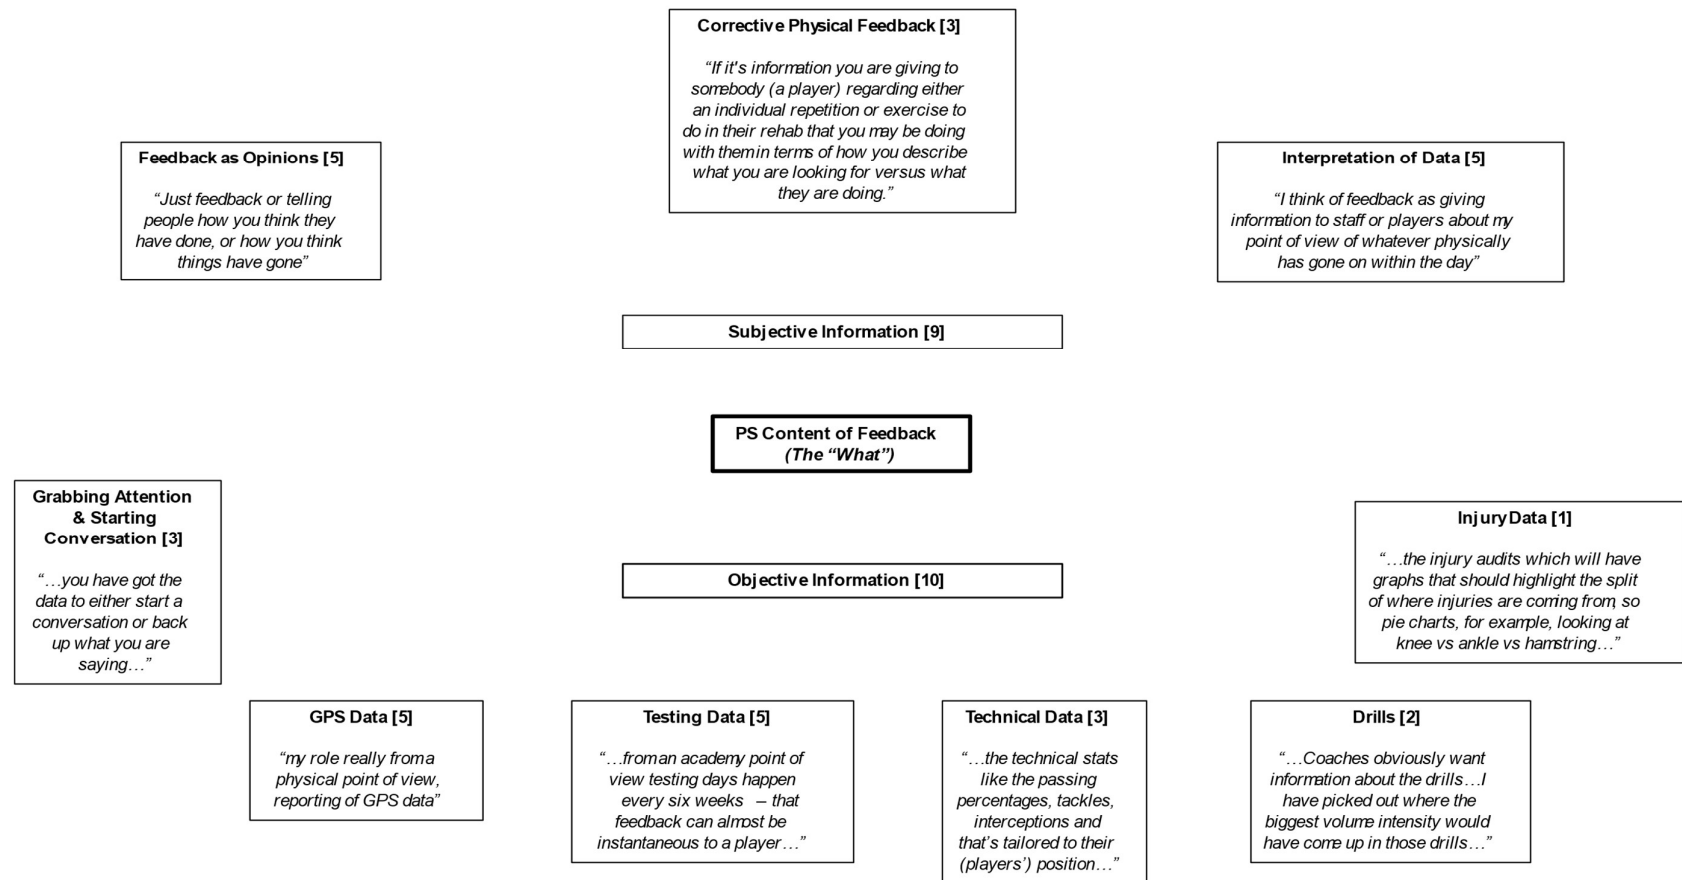 Corrective Physical Feedback [3]
“If it's information you are giving to
somebody (a player) regarding either
an individual repetition or exercise to
do in their rehab that you may be doing
with them in terms of how you describe
what you are looking for versus what
they are doing.”
Feedback as Opinions [5]
“Just feedback or telling
people how you think they
have done, or how you think
things have gone”
Interpretation of Data [5]
“I think of feedback as giving
information to staff or players about my
point of view of whatever physically
has gone on within the day”
Subjective Information [9]
PS Content of Feedback
(The “What”)
Grabbing Attention
& Starting
Conversation [3]
“…you have got the
data to either start a
conversation or back
up what you are
saying…”
Injury Data [1]
“…the injury audits which will have
graphs that should highlight the split
of where injuries are coming from, so
pie charts, for example, looking at
knee vs ankle vs hamstring…”
Objective Information [10]
GPS Data [5]
“my role really from a
physical point of view,
reporting of GPS data”
Testing Data [5]
“…from an academy point of
view testing days happen
every six weeks – that
feedback can almost be
instantaneous to a player…”
Technical Data [3]
“…the technical stats
like the passing
percentages, tackles,
interceptions and
that’s tailored to their
(players’) position…”
Drills [2]
“…Coaches obviously want
information about the drills…I
have picked out where the
biggest volume intensity would
have come up in those drills…”